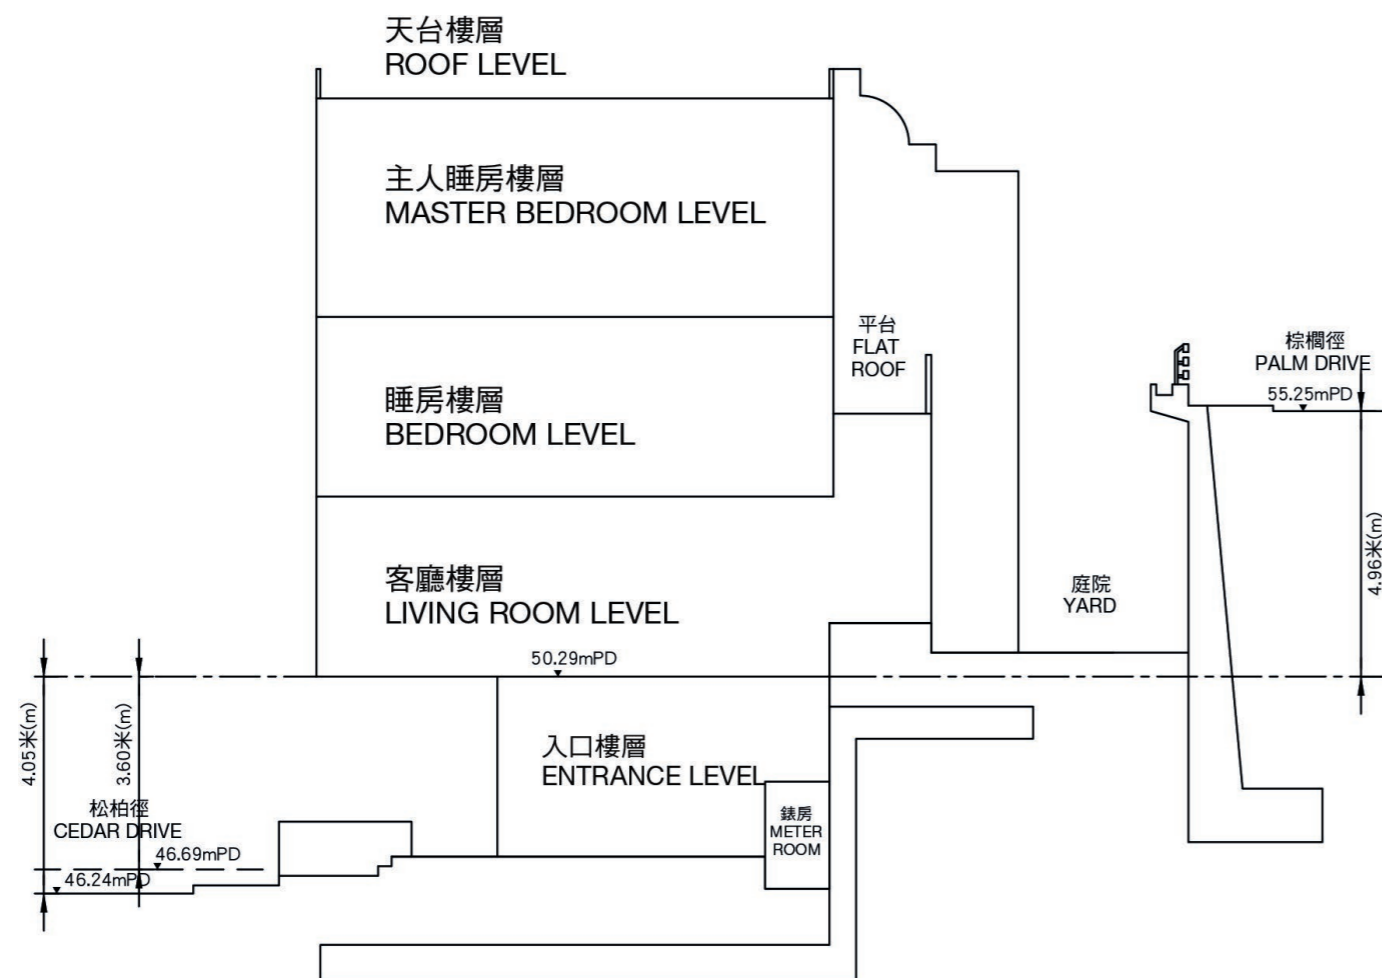 天台樓層
ROOF LEVEL
主人睡房樓層
MASTER BEDROOM LEVEL
平台
FLAT
ROOF
棕櫚徑
PALM DRIVE
55.25mPD
睡房樓層
BEDROOM LEVEL
4.96米(m)
客廳樓層
LIVING ROOM LEVEL
庭院
YARD
50.29mPD
4.05米(m)
3.60米(m)
入口樓層
ENTRANCE LEVEL
松柏徑
CEDAR DRIVE
錶房
METER
ROOM
46.69mPD
46.24mPD